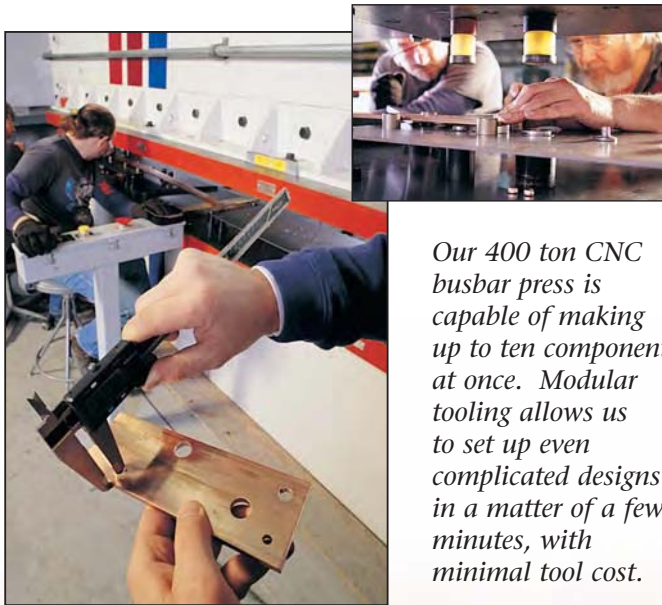 Our 400 ton CNC
busbar press is
capable of making
up to ten component
at once. Modular
tooling allows us
to set up even
complicated designs
in a matter of a few
minutes, with
minimal tool cost.